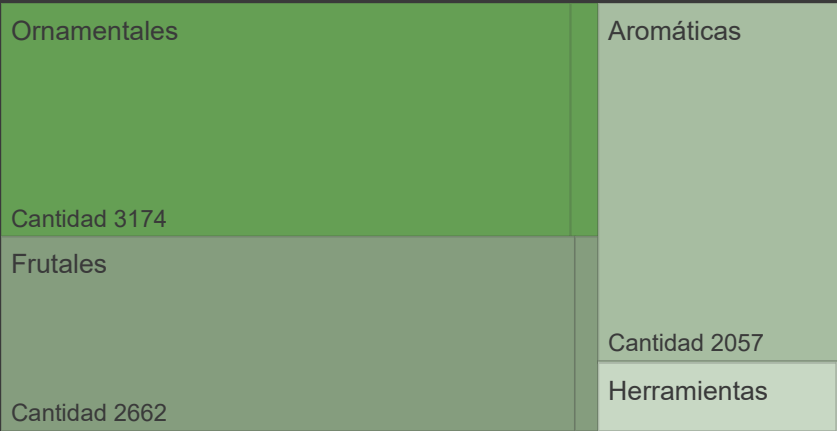 Ornamentales
Cantidad 3174
Frutales
Cantidad 2662
Aromáticas
Cantidad 2057
Herramientas